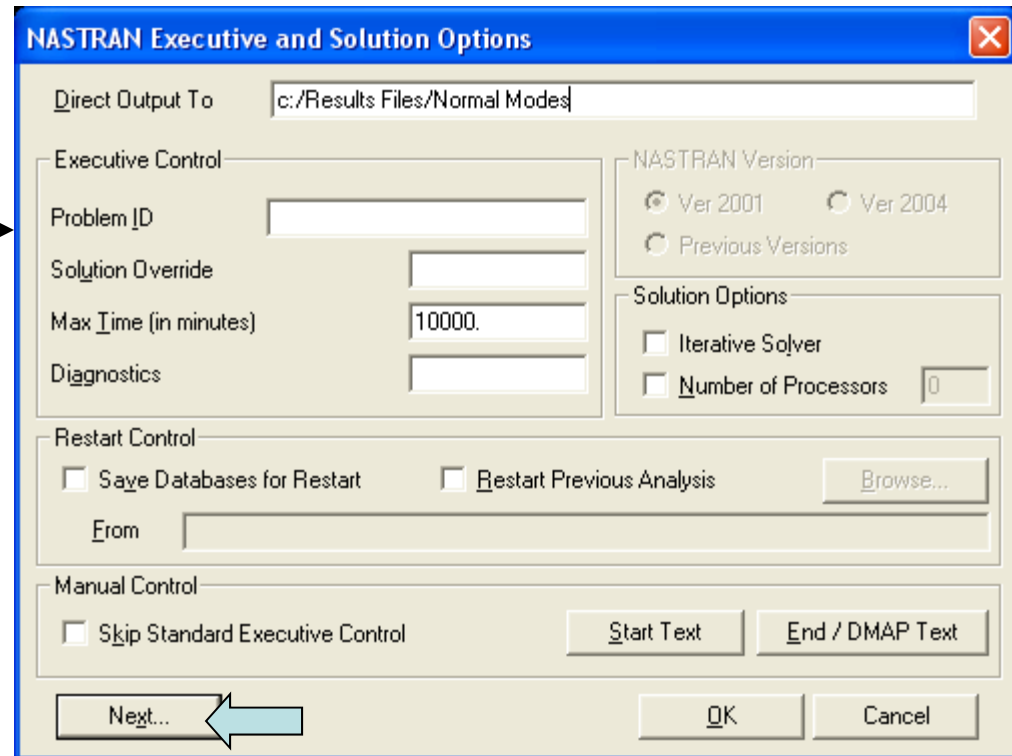 NASTRAN Executive and Solution Options
Direct Output To
c:/Results Files/Normal Modes
Executive Control
Problem ID
Solution Override
Max Time (in minutes)
10000.
Diagnostics
NASTRAN Version
Ver 2001
Ver 2004
Previous Versions
Solution Options
Iterative Solver
Number of Processors
0
Restart Control
Save Databases for Restart
Restart Previous Analysis
Browse...
From
Manual Control
Skip Standard Executive Control
Start Text
End / DMAP Text
Next...
OK
Cancel